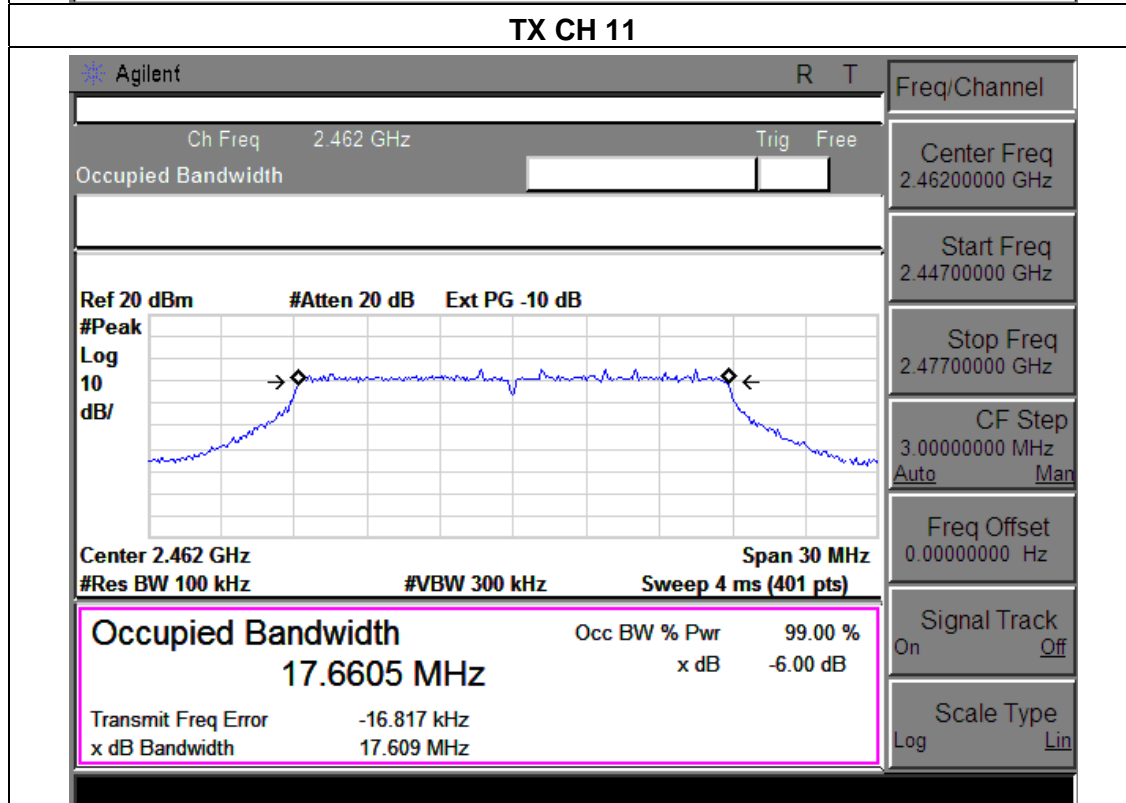 TX CH 11
Agilent R T
Ch Freq 2.462 GHz Trig Free
Occupied Bandwidth
Ref 20 dBm #Atten 20 dB Ext PG -10 dB
#Peak
Log
10
dB/
Center 2.462 GHz Span 30 MHz
#Res BW 100 kHz #VBW 300 kHz Sweep 4 ms (401 pts)
Occupied Bandwidth Occ BW % Pwr 99.00 %
17.6605 MHz x dB -6.00 dB
Transmit Freq Error -16.817 kHz
x dB Bandwidth 17.609 MHz
Freq/Channel
Center Freq
2.46200000 GHz
Start Freq
2.44700000 GHz
Stop Freq
2.47700000 GHz
CF Step
3.00000000 MHz
Auto Man
Freq Offset
0.00000000 Hz
Signal Track
On Off
Scale Type
Log Lin